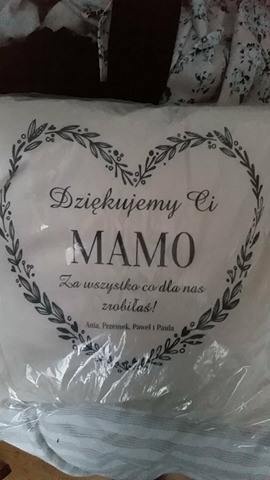 Dziękujemy Ci
MAMO
Za wszystko co dla nas
zrobiłaś!
Ania, Przemek, Paweł i Paula